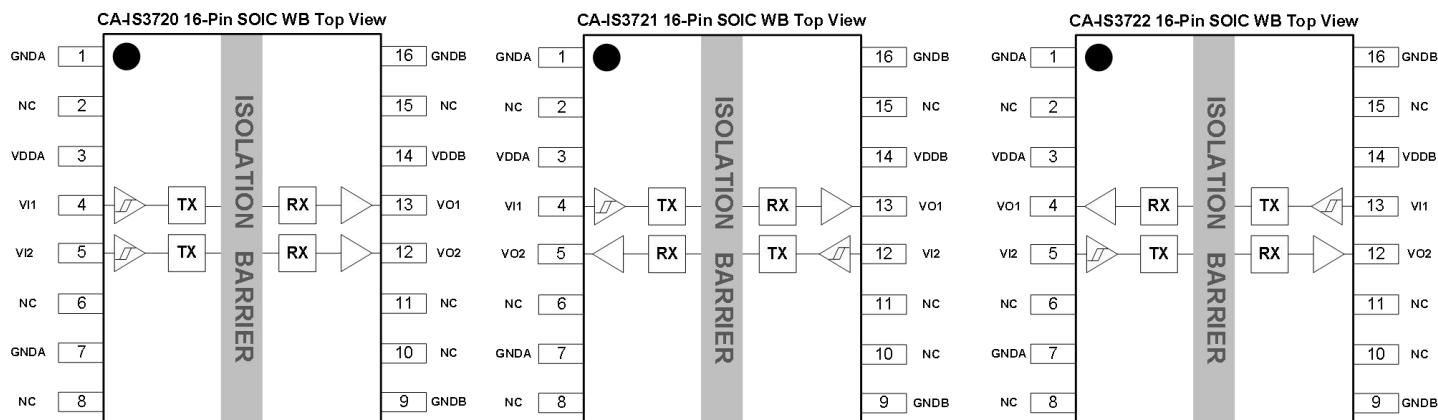 CA-IS3720 16-Pin SOIC WB Top View
GNDA 1 16 GNDB
NC 2 15 NC
VDDA 3 14 VDDB
VI1 4 TX RX 13 VO1
VI2 5 TX RX 12 VO2
NC 6 11 NC
GNDA 7 10 NC
NC 8 9 GNDB
ISOLATION BARRIER
CA-IS3721 16-Pin SOIC WB Top View
GNDA 1 16 GNDB
NC 2 15 NC
VDDA 3 14 VDDB
VI1 4 TX RX 13 VO1
VO2 5 RX TX 12 VI2
NC 6 11 NC
GNDA 7 10 NC
NC 8 9 GNDB
ISOLATION BARRIER
CA-IS3722 16-Pin SOIC WB Top View
GNDA 1 16 GNDB
NC 2 15 NC
VDDA 3 14 VDDB
VO1 4 RX TX 13 VI1
VI2 5 TX RX 12 VO2
NC 6 11 NC
GNDA 7 10 NC
NC 8 9 GNDB
ISOLATION BARRIER